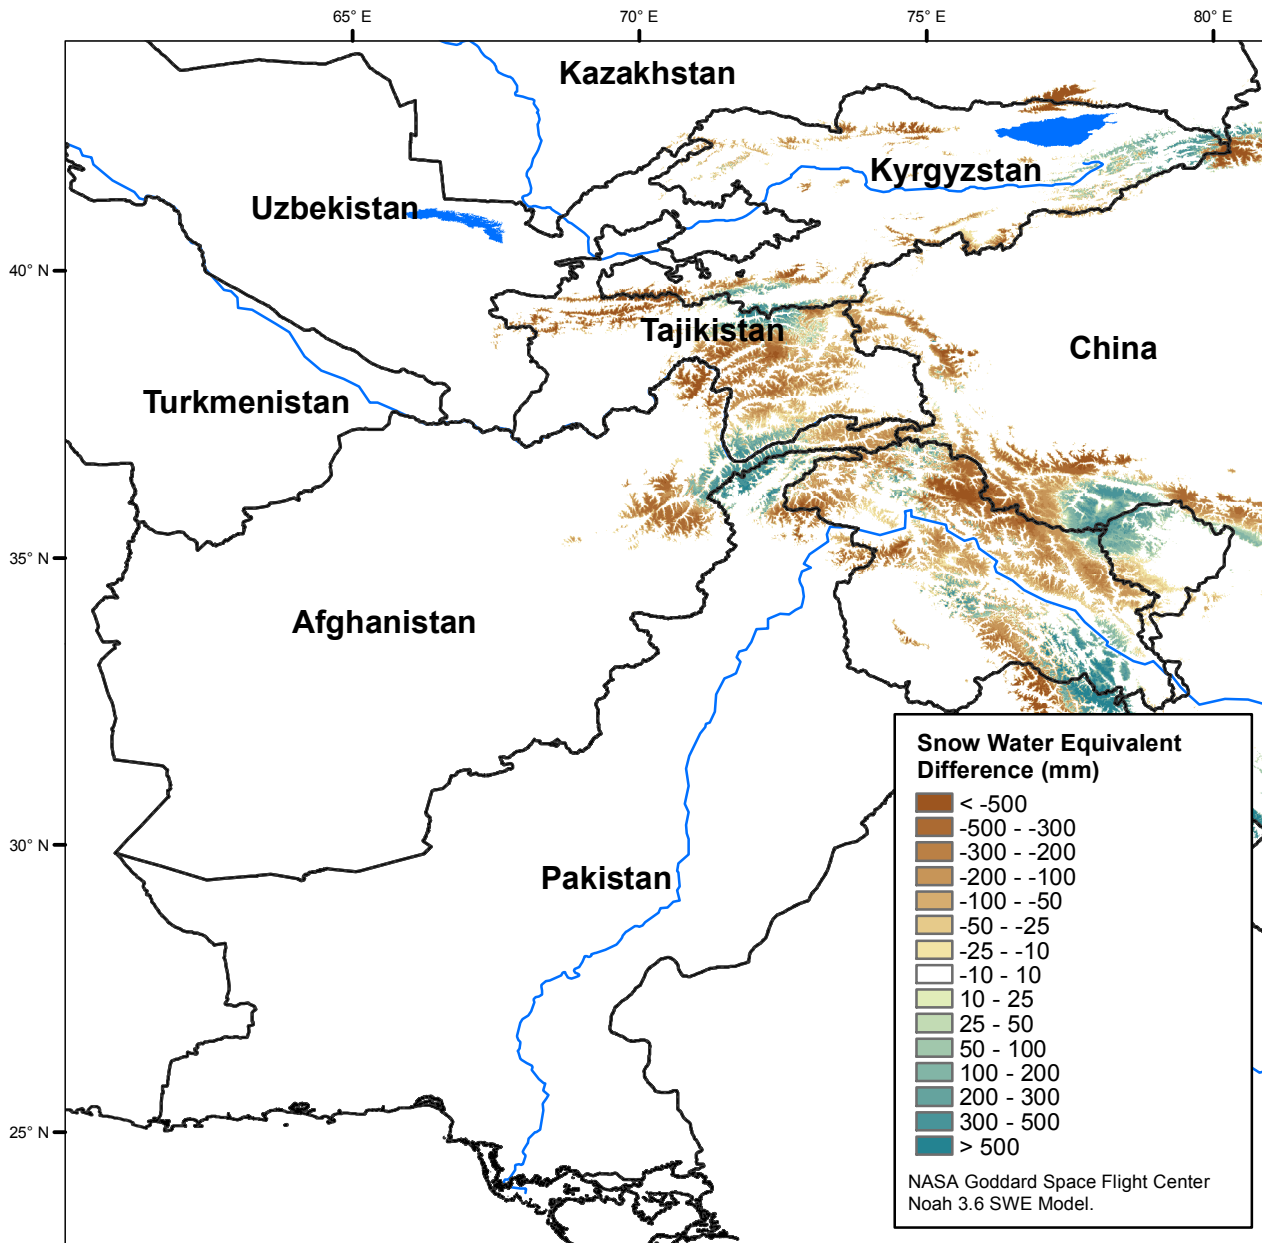 65° E
70° E
75° E
80° E
Kazakhstan
Kyrgyzstan
Uzbekistan
40° N
Tajikistan
China
Turkmenistan
35° N
Afghanistan
Snow Water Equivalent
Difference (mm)
< -500
-500 - -300
-300 - -200
-200 - -100
-100 - -50
-50 - -25
-25 - -10
-10 - 10
10 - 25
25 - 50
50 - 100
100 - 200
200 - 300
300 - 500
> 500
30° N
Pakistan
25° N
NASA Goddard Space Flight Center
Noah 3.6 SWE Model.